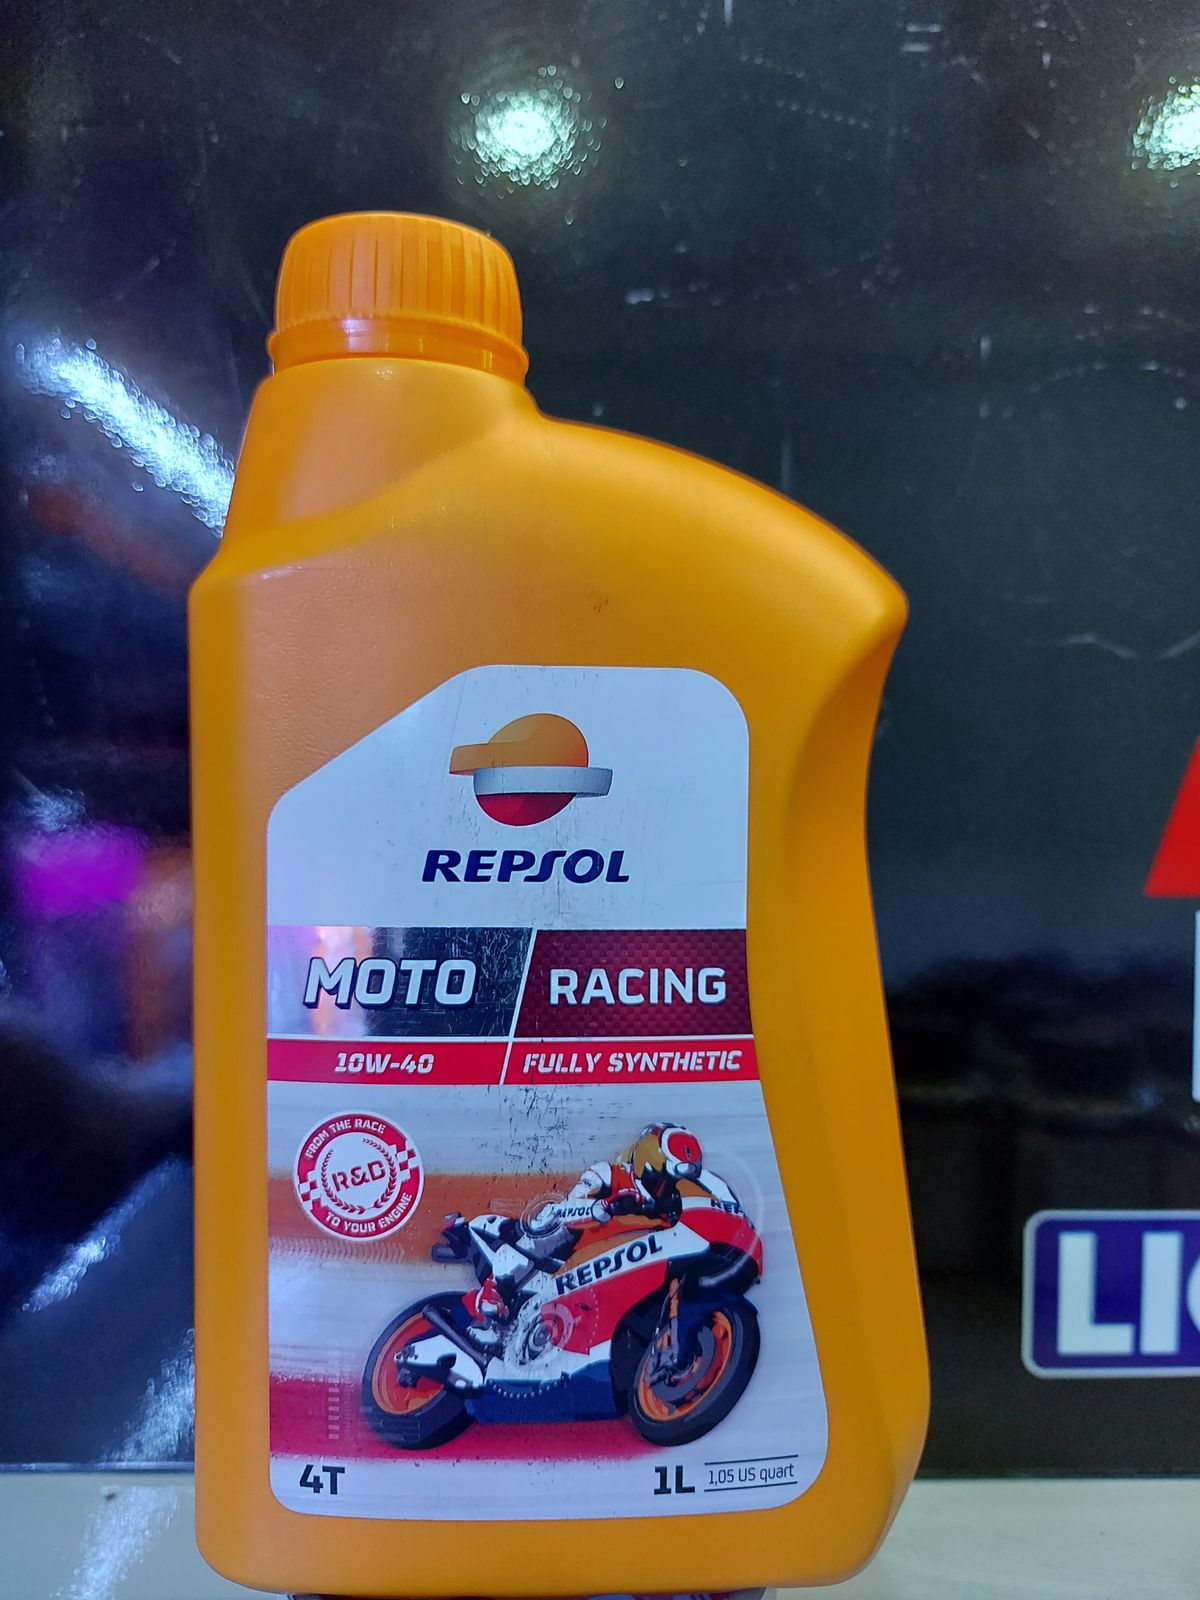 REPSOL
MOTO RACING
10W-40 FULLY SYNTHETIC
FROM THE RACE
R&D
TO YOUR ENGINE
REPSOL
REPSOL
4T 1L 1,05 US quart